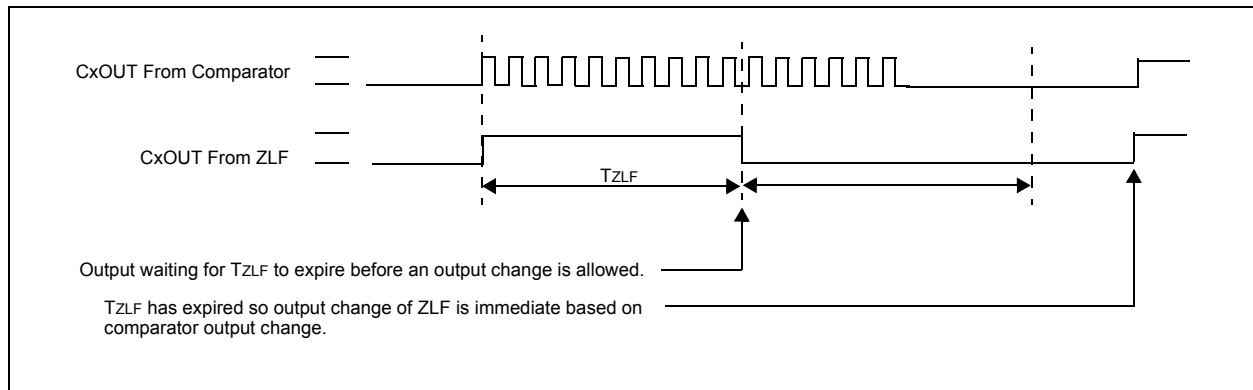 CxOUT From Comparator
CxOUT From ZLF
TZLF
Output waiting for TZLF to expire before an output change is allowed.
TZLF has expired so output change of ZLF is immediate based on
comparator output change.